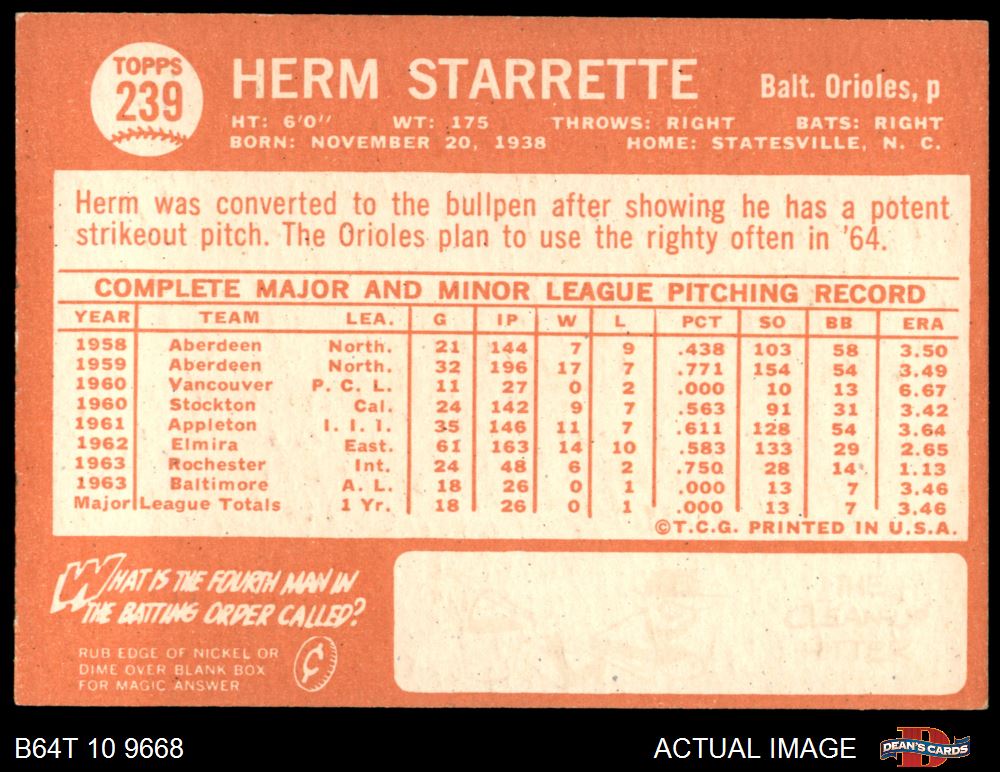 TOPPS
239
HERM STARRETTE
Balt. Orioles, p
HT: 6'0" WT: 175 THROWS: RIGHT BATS: RIGHT
BORN: NOVEMBER 20, 1938 HOME: STATESVILLE, N. C.
Herm was converted to the bullpen after showing he has a potent
strikeout pitch. The Orioles plan to use the righty often in '64.
COMPLETE MAJOR AND MINOR LEAGUE PITCHING RECORD
YEAR TEAM LEA. G IP W L PCT SO BB ERA
1958 Aberdeen North. 21 144 7 9 .438 103 58 3.50
1959 Aberdeen North. 32 196 17 7 .771 154 54 3.49
1960 Vancouver P. C. L. 11 27 0 2 .000 10 13 6.67
1960 Stockton Cal. 24 142 9 7 .563 91 31 3.42
1961 Appleton I. I. I. 35 146 11 7 .611 128 54 3.64
1962 Elmira East. 61 163 14 10 .583 133 29 2.65
1963 Rochester Int. 24 48 6 2 .750 28 14 1.13
1963 Baltimore A. L. 18 26 0 1 .000 13 7 3.46
Major League Totals 1 Yr. 18 26 0 1 .000 13 7 3.46
©T.C.G. PRINTED IN U.S.A.
WHAT IS THE FOURTH MAN IN
THE BATTING ORDER CALLED?
RUB EDGE OF NICKEL OR
DIME OVER BLANK BOX
FOR MAGIC ANSWER
THE
CLEAN-UP
HITTER
B64T 10 9668
ACTUAL IMAGE
DEAN'S CARDS